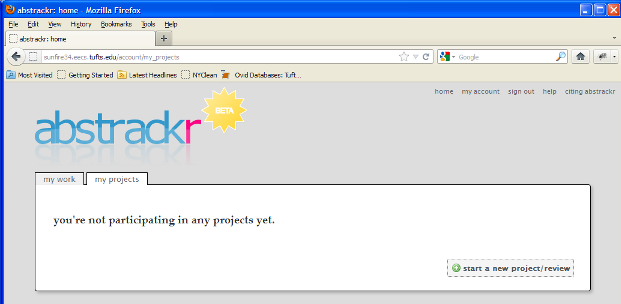 abstrackr: home - Mozilla Firefox
File Edit View History Bookmarks Tools Help
abstrackr: home
sunfire34.eecs.tufts.edu/account/my_projects
Google
Most Visited Getting Started Latest Headlines NYClean Ovid Databases: Tuft...
home my account sign out help citing abstrackr
BETA
abstrackr
my work my projects
you're not participating in any projects yet.
start a new project/review